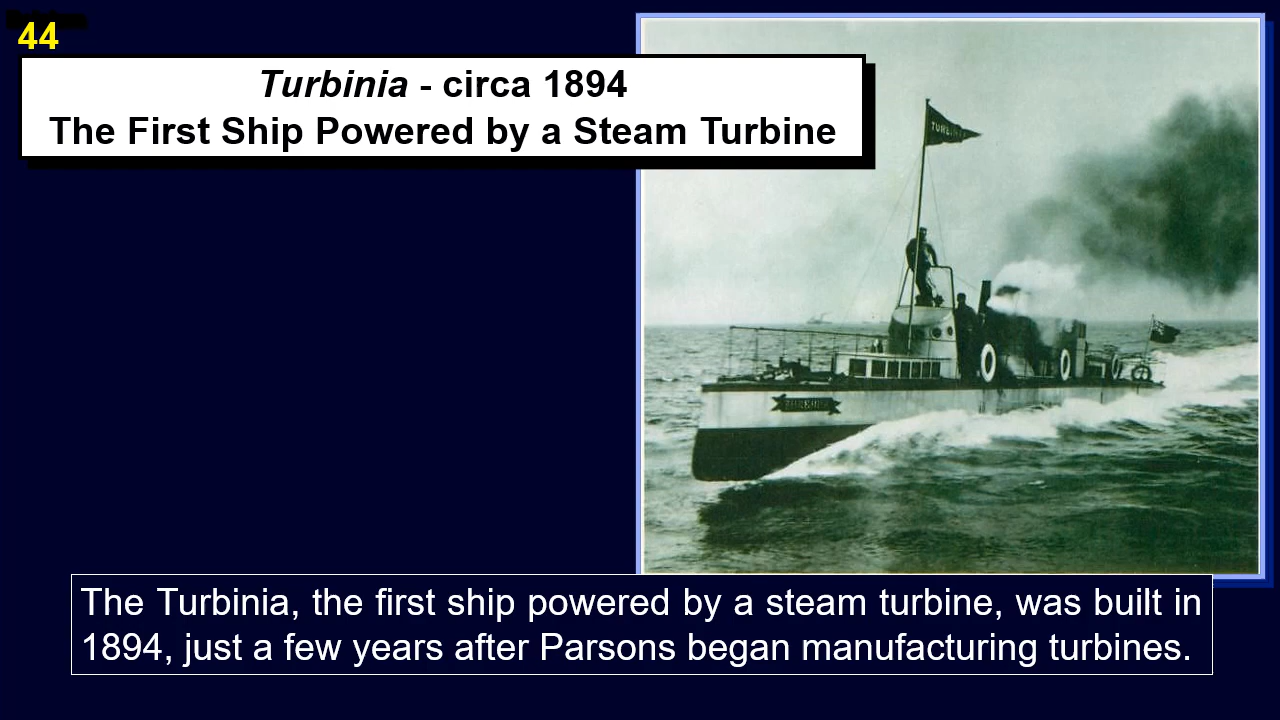 44
Turbinia - circa 1894
The First Ship Powered by a Steam Turbine
TURBINIA
TURBINIA
The Turbinia, the first ship powered by a steam turbine, was built in
1894, just a few years after Parsons began manufacturing turbines.